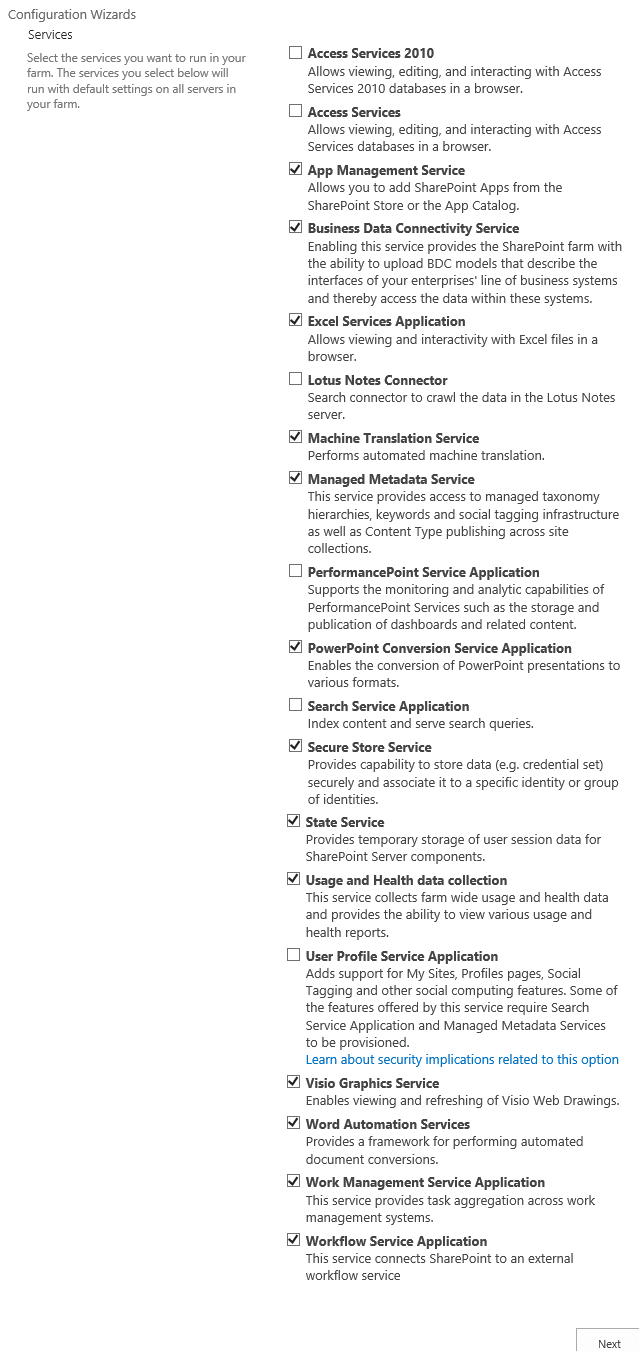 Configuration Wizards
Services
Select the services you want to run in your
farm. The services you select below will
run with default settings on all servers in
your farm.
Access Services 2010
Allows viewing, editing, and interacting with Access
Services 2010 databases in a browser.
Access Services
Allows viewing, editing, and interacting with Access
Services databases in a browser.
App Management Service
Allows you to add SharePoint Apps from the
SharePoint Store or the App Catalog.
Business Data Connectivity Service
Enabling this service provides the SharePoint farm with
the ability to upload BDC models that describe the
interfaces of your enterprises' line of business systems
and thereby access the data within these systems.
Excel Services Application
Allows viewing and interactivity with Excel files in a
browser.
Lotus Notes Connector
Search connector to crawl the data in the Lotus Notes
server.
Machine Translation Service
Performs automated machine translation.
Managed Metadata Service
This service provides access to managed taxonomy
hierarchies, keywords and social tagging infrastructure
as well as Content Type publishing across site
collections.
PerformancePoint Service Application
Supports the monitoring and analytic capabilities of
PerformancePoint Services such as the storage and
publication of dashboards and related content.
PowerPoint Conversion Service Application
Enables the conversion of PowerPoint presentations to
various formats.
Search Service Application
Index content and serve search queries.
Secure Store Service
Provides capability to store data (e.g. credential set)
securely and associate it to a specific identity or group
of identities.
State Service
Provides temporary storage of user session data for
SharePoint Server components.
Usage and Health data collection
This service collects farm wide usage and health data
and provides the ability to view various usage and
health reports.
User Profile Service Application
Adds support for My Sites, Profiles pages, Social
Tagging and other social computing features. Some of
the features offered by this service require Search
Service Application and Managed Metadata Services
to be provisioned.
Learn about security implications related to this option
Visio Graphics Service
Enables viewing and refreshing of Visio Web Drawings.
Word Automation Services
Provides a framework for performing automated
document conversions.
Work Management Service Application
This service provides task aggregation across work
management systems.
Workflow Service Application
This service connects SharePoint to an external
workflow service
Next